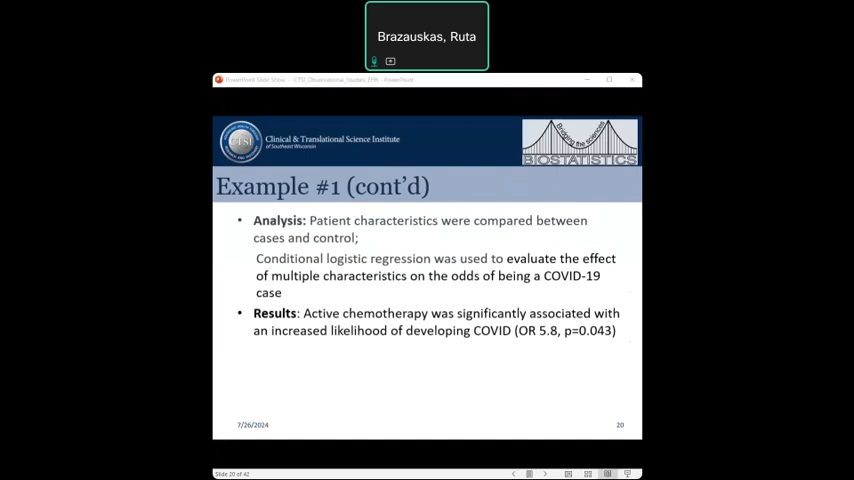 Brazauskas, Ruta
PowerPoint Slide Show - CTSI_Observational_Studies_EPR - PowerPoint
CTSI
Clinical & Translational Science Institute
of Southeast Wisconsin
Bridging the sciences
BIOSTATISTICS
Example #1 (cont’d)
• Analysis: Patient characteristics were compared between
cases and control;
Conditional logistic regression was used to evaluate the effect
of multiple characteristics on the odds of being a COVID-19
case
• Results: Active chemotherapy was significantly associated with
an increased likelihood of developing COVID (OR 5.8, p=0.043)
7/26/2024
20
Slide 20 of 42